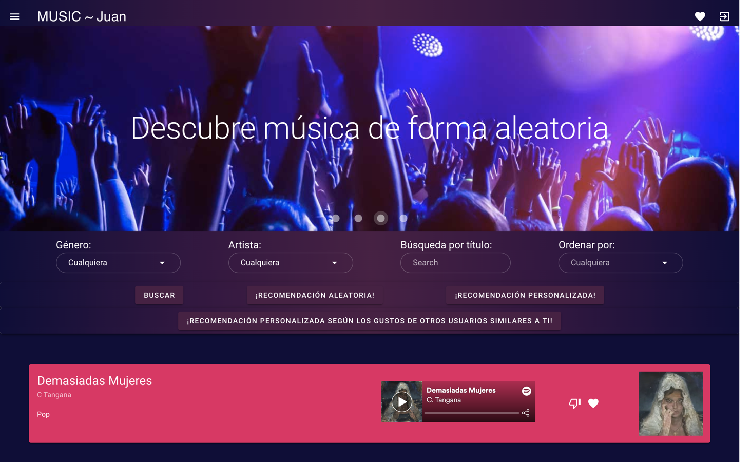 MUSIC ~ Juan
Descubre música de forma aleatoria
Género:
Artista:
Búsqueda por título:
Ordenar por:
Cualquiera
Cualquiera
Search
Cualquiera
BUSCAR
¡RECOMENDACIÓN ALEATORIA!
¡RECOMENDACIÓN PERSONALIZADA!
¡RECOMENDACIÓN PERSONALIZADA SEGÚN LOS GUSTOS DE OTROS USUARIOS SIMILARES A TI!
Demasiadas Mujeres
C.Tangana
Pop
Demasiadas Mujeres
C. Tangana